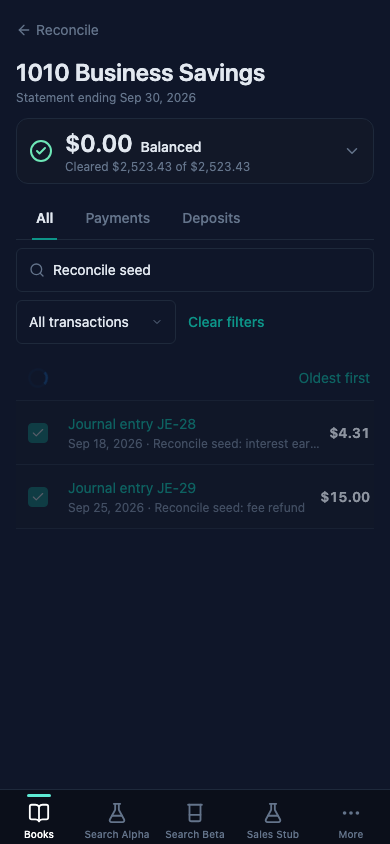 Reconcile
1010 Business Savings
Statement ending Sep 30, 2026
$0.00 Balanced
Cleared $2,523.43 of $2,523.43
All Payments Deposits
Reconcile seed
All transactions Clear filters
Oldest first
Journal entry JE-28 $4.31
Sep 18, 2026 · Reconcile seed: interest ear...
Journal entry JE-29 $15.00
Sep 25, 2026 · Reconcile seed: fee refund
Books Search Alpha Search Beta Sales Stub More